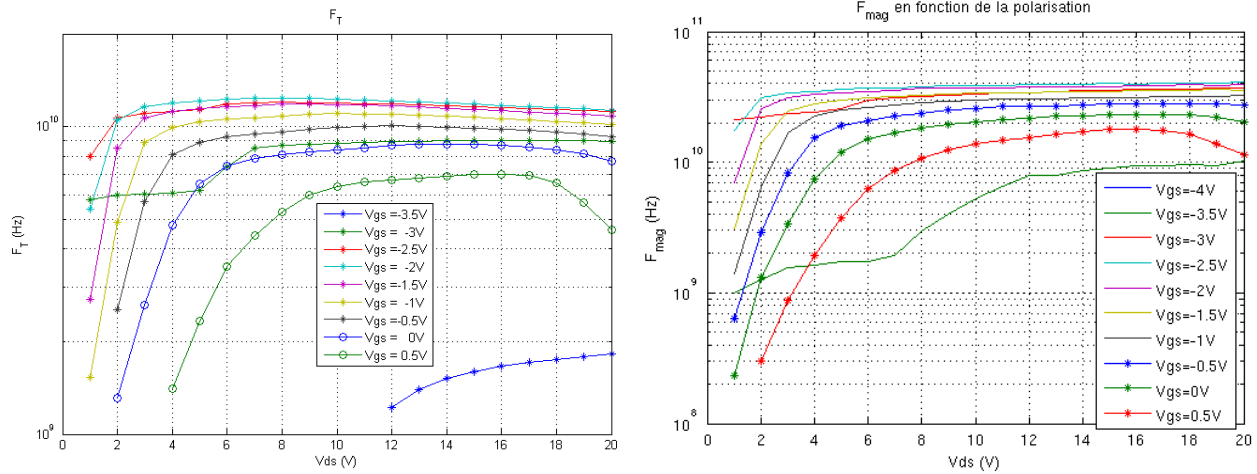 F_T
10^10
10^9
F_T (Hz)
0 2 4 6 8 10 12 14 16 18 20
Vds (V)
Vgs =-3.5V
Vgs = -3V
Vgs =-2.5V
Vgs = -2V
Vgs =-1.5V
Vgs = -1V
Vgs =-0.5V
Vgs = 0V
Vgs =0.5V
F_mag en fonction de la polarisation
10^11
10^10
10^9
10^8
F_mag (Hz)
0 2 4 6 8 10 12 14 16 18 20
Vds (V)
Vgs=-4V
Vgs=-3.5V
Vgs=-3V
Vgs=-2.5V
Vgs=-2V
Vgs=-1.5V
Vgs=-1V
Vgs=-0.5V
Vgs=0V
Vgs=0.5V